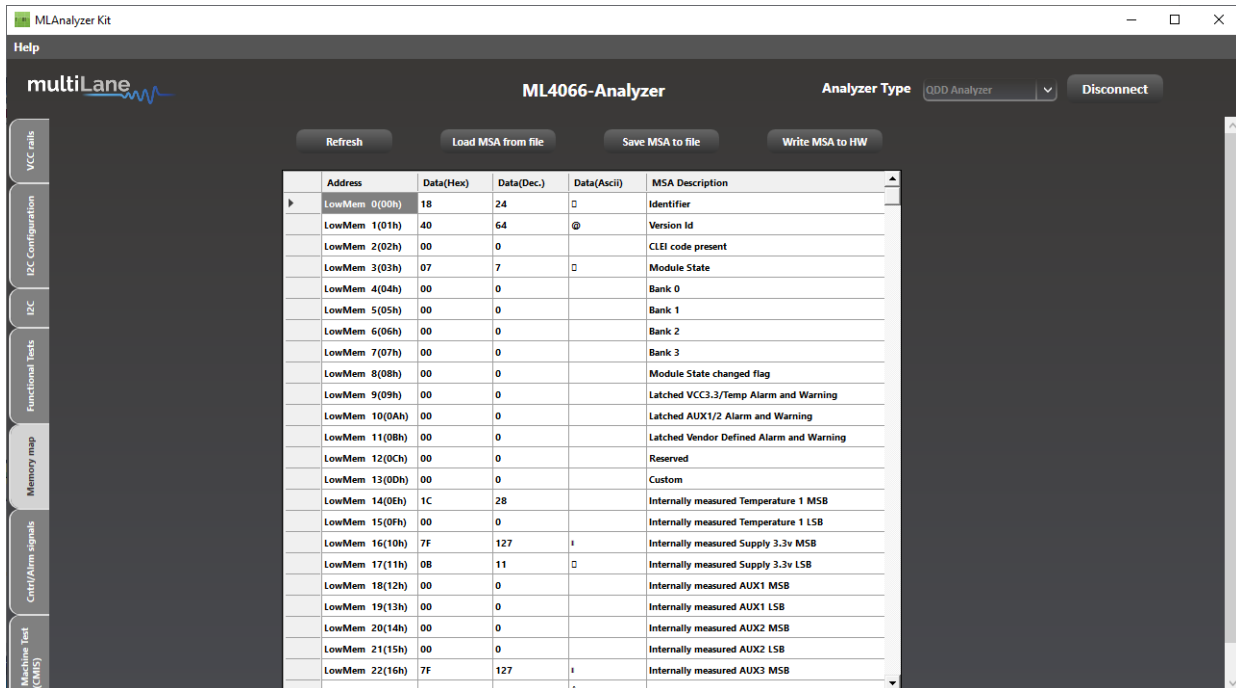 MLAnalyzer Kit
Help
multiLane
ML4066-Analyzer
Analyzer Type
QDD Analyzer
Disconnect
VCC rails
I2C Configuration
I2C
Functional Tests
Memory map
Cntrl/Alrm signals
Machine Test
(CMIS)
Refresh
Load MSA from file
Save MSA to file
Write MSA to HW
Address Data(Hex) Data(Dec.) Data(Ascii) MSA Description
LowMem 0(00h) 18 24 Identifier
LowMem 1(01h) 40 64 @ Version Id
LowMem 2(02h) 00 0 CLEI code present
LowMem 3(03h) 07 7 Module State
LowMem 4(04h) 00 0 Bank 0
LowMem 5(05h) 00 0 Bank 1
LowMem 6(06h) 00 0 Bank 2
LowMem 7(07h) 00 0 Bank 3
LowMem 8(08h) 00 0 Module State changed flag
LowMem 9(09h) 00 0 Latched VCC3.3/Temp Alarm and Warning
LowMem 10(0Ah) 00 0 Latched AUX1/2 Alarm and Warning
LowMem 11(0Bh) 00 0 Latched Vendor Defined Alarm and Warning
LowMem 12(0Ch) 00 0 Reserved
LowMem 13(0Dh) 00 0 Custom
LowMem 14(0Eh) 1C 28 Internally measured Temperature 1 MSB
LowMem 15(0Fh) 00 0 Internally measured Temperature 1 LSB
LowMem 16(10h) 7F 127 Internally measured Supply 3.3v MSB
LowMem 17(11h) 0B 11 Internally measured Supply 3.3v LSB
LowMem 18(12h) 00 0 Internally measured AUX1 MSB
LowMem 19(13h) 00 0 Internally measured AUX1 LSB
LowMem 20(14h) 00 0 Internally measured AUX2 MSB
LowMem 21(15h) 00 0 Internally measured AUX2 LSB
LowMem 22(16h) 7F 127 Internally measured AUX3 MSB